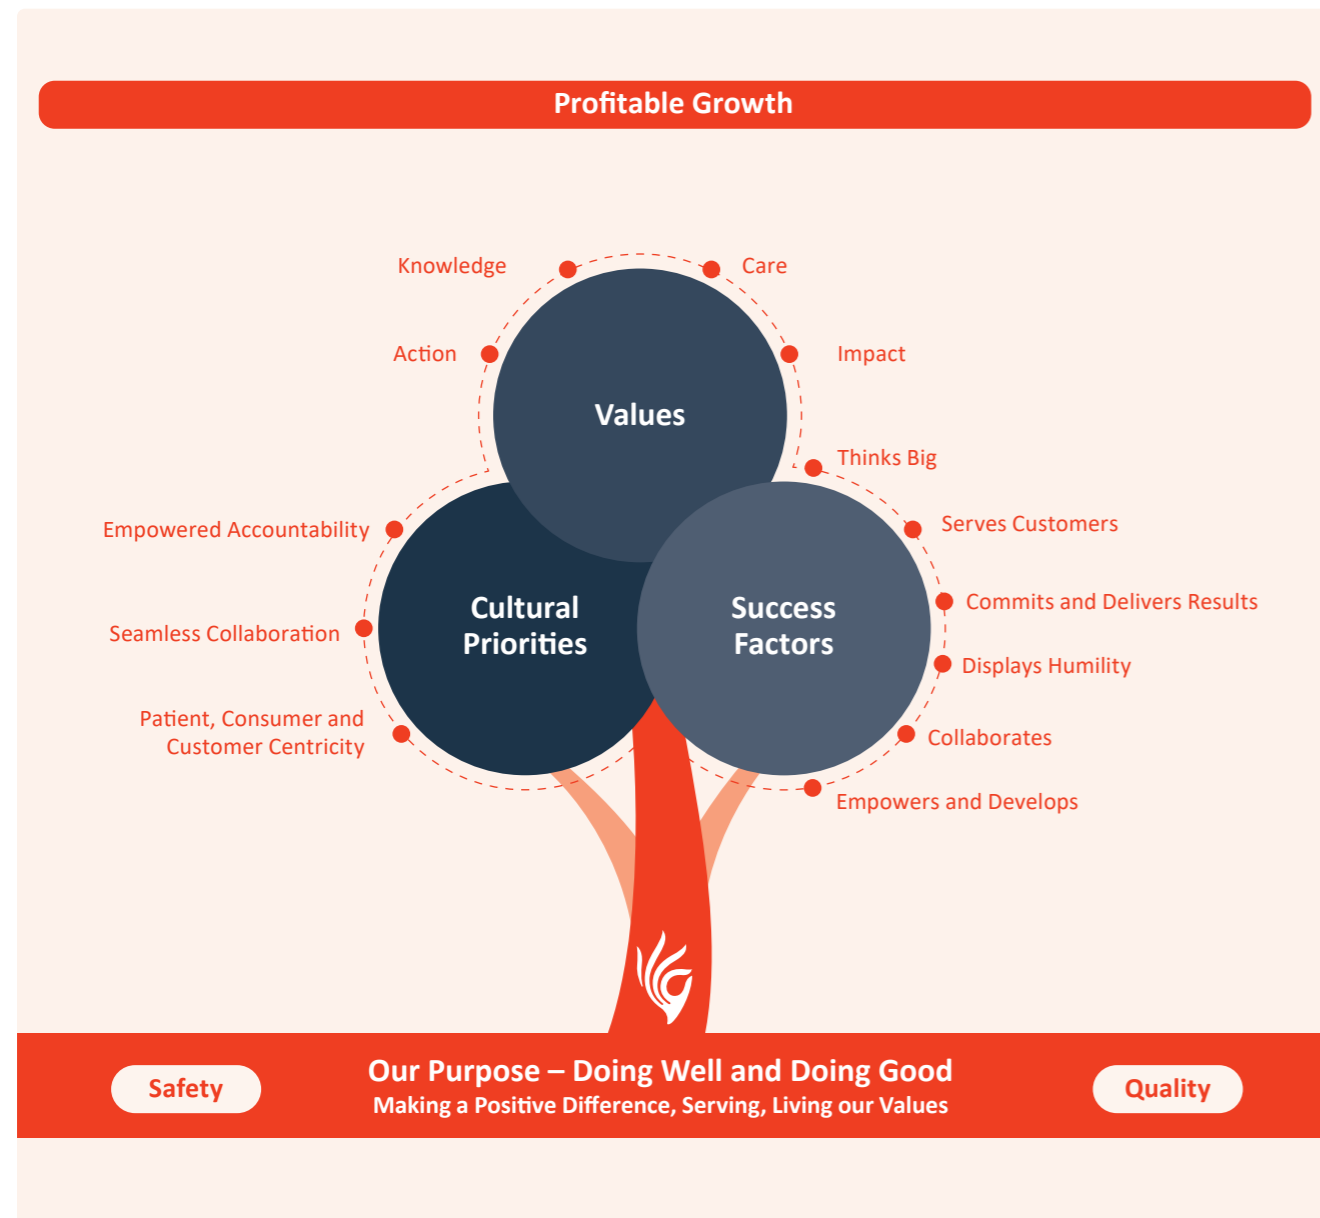 Profitable Growth
Knowledge
Care
Action
Impact
Values
Thinks Big
Empowered Accountability
Serves Customers
Cultural
Priorities
Success
Factors
Commits and Delivers Results
Seamless Collaboration
Displays Humility
Patient, Consumer and
Customer Centricity
Collaborates
Empowers and Develops
Safety
Our Purpose – Doing Well and Doing Good
Making a Positive Difference, Serving, Living our Values
Quality